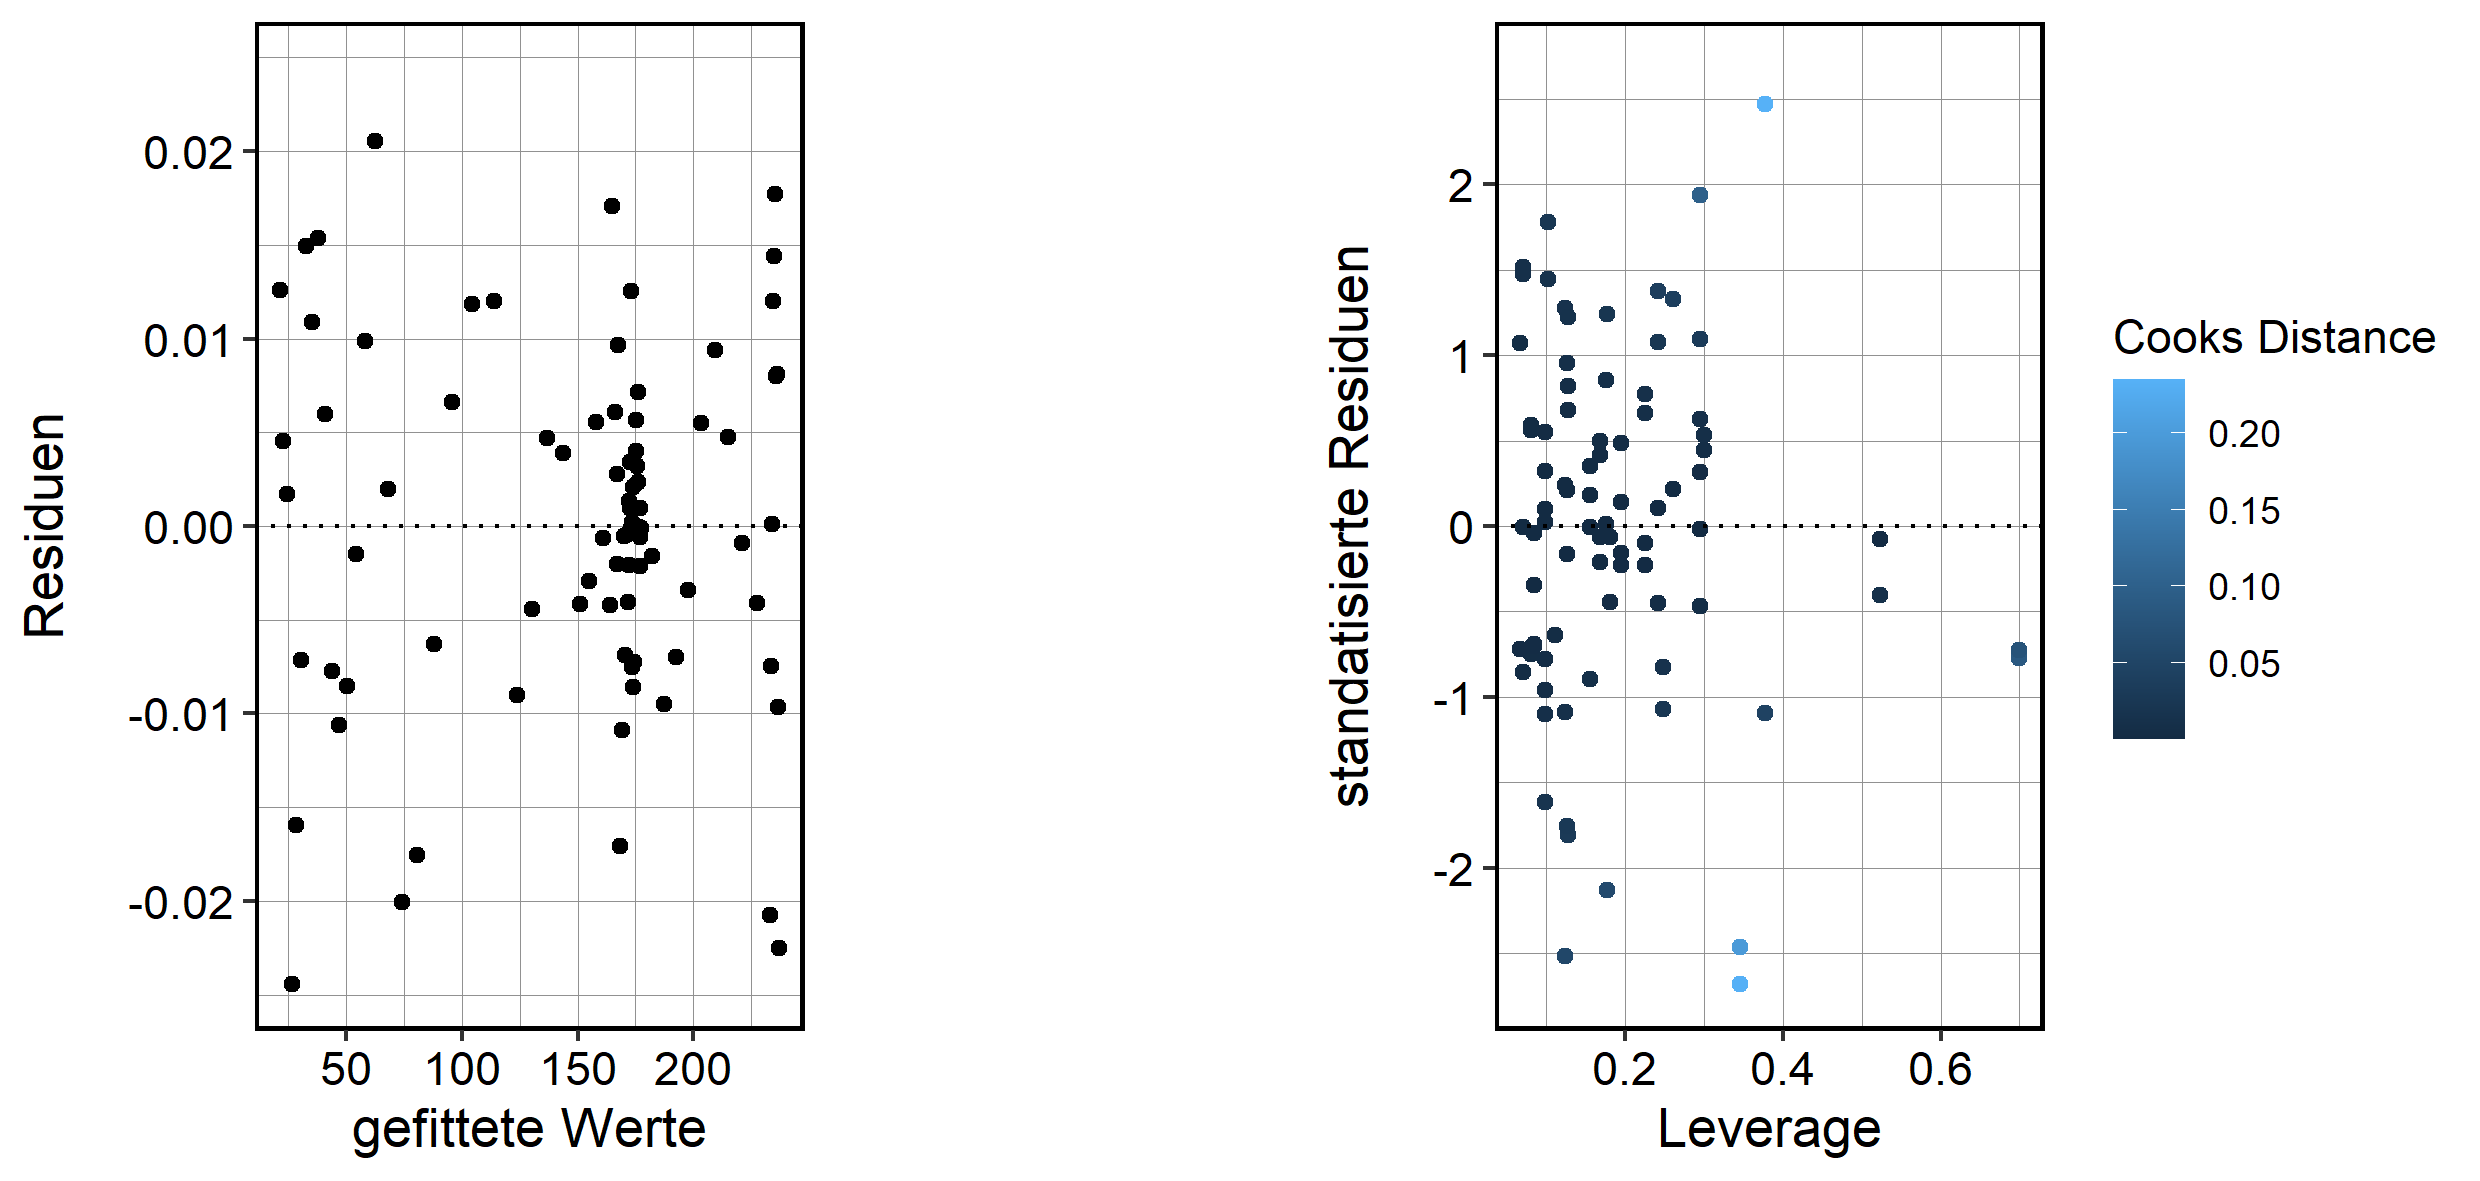 Residuen
0.02
0.01
0.00
-0.01
-0.02
50 100 150 200
gefittete Werte
standatisierte Residuen
2
1
0
-1
-2
0.2 0.4 0.6
Leverage
Cooks Distance
0.20
0.15
0.10
0.05